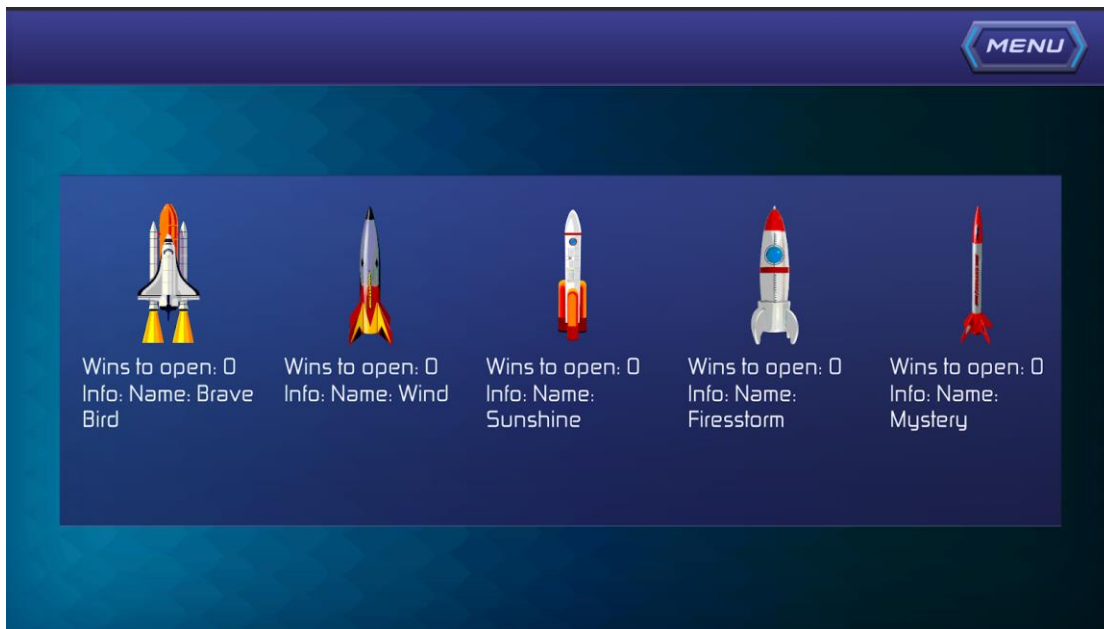 MENU
Wins to open: 0
Info: Name: Brave
Bird
Wins to open: 0
Info: Name: Wind
Wins to open: 0
Info: Name:
Sunshine
Wins to open: 0
Info: Name:
Firesstorm
Wins to open: 0
Info: Name:
Mystery